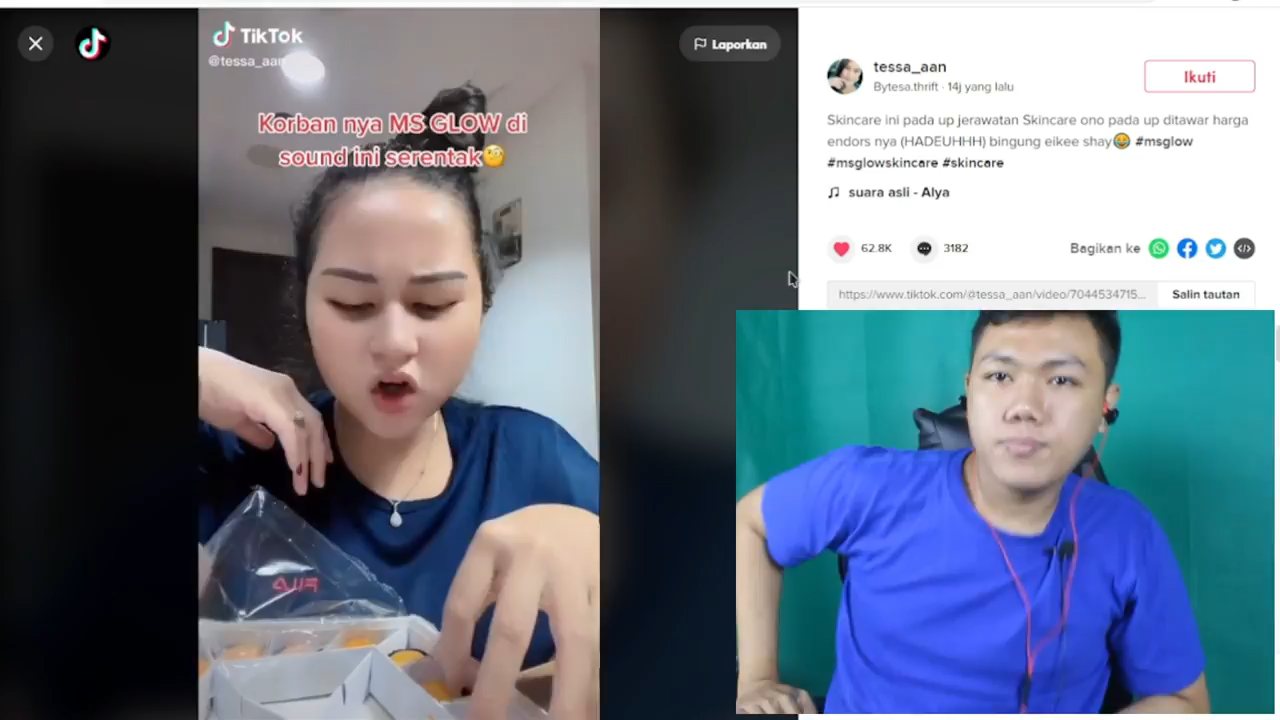 TikTok
@tessa_aan
Laporkan
Korban nya MS GLOW di
sound ini serentak🧐
tessa_aan
Bytesa.thrift · 14j yang lalu
Ikuti
Skincare ini pada up jerawatan Skincare ono pada up ditawar harga
endors nya (HADEUHHH) bingung eikee shay😂 #msglow
#msglowskincare #skincare
suara asli - Alya
62.8K
3182
Bagikan ke
https://www.tiktok.com/@tessa_aan/video/7044534715...
Salin tautan